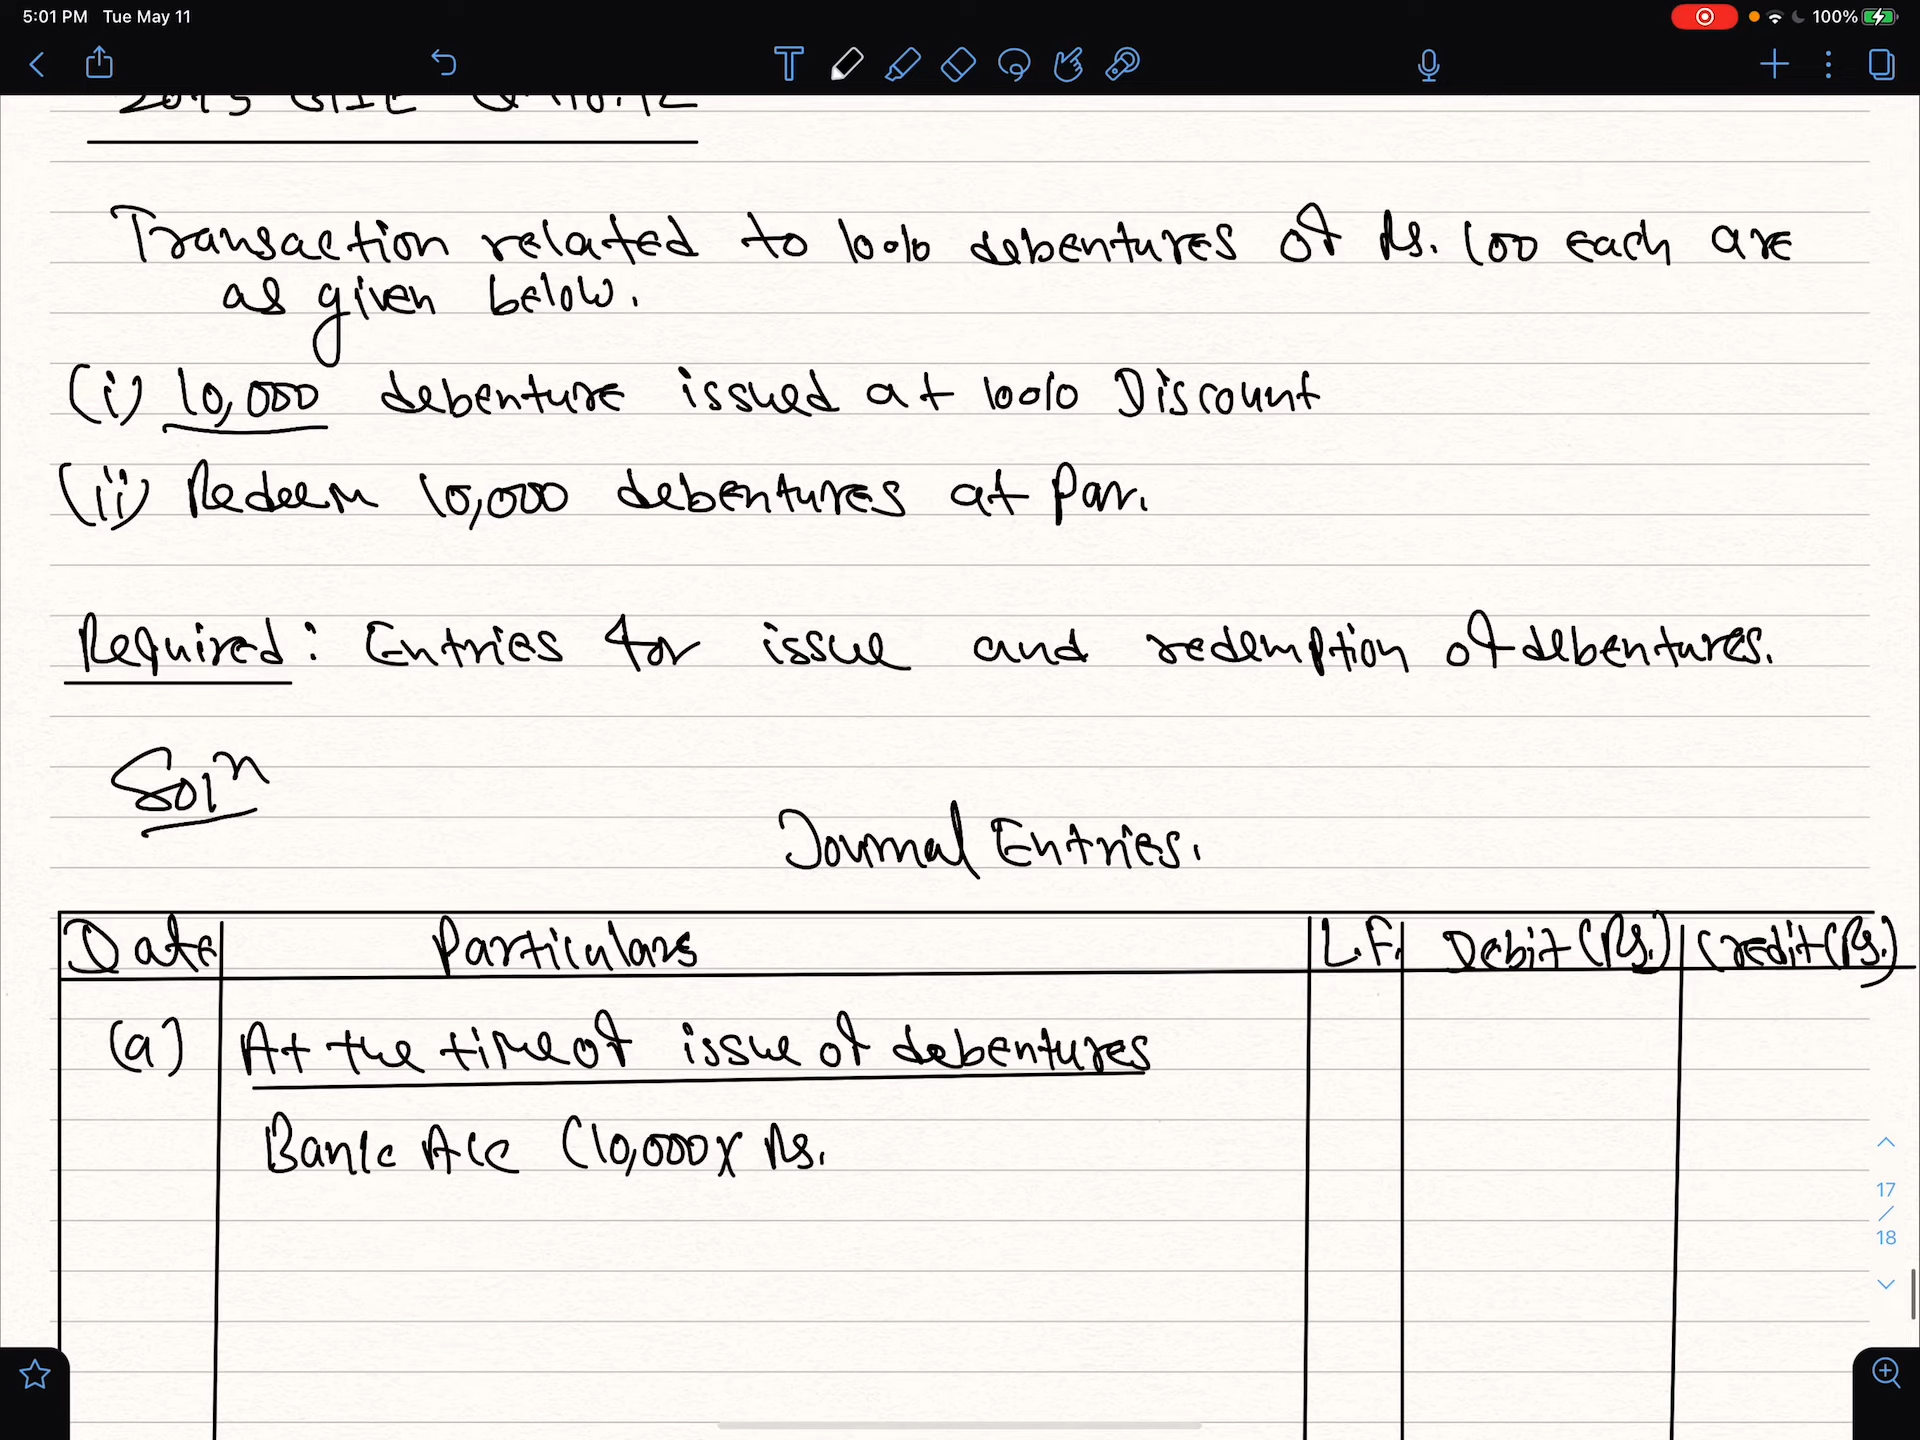 5:01 PM Tue May 11
100%
Transaction related to 10% debentures of Rs. 100 each are
as given below.
(i) 10,000 debenture issued at 10% Discount
(ii) Redeem 10,000 debentures at Par.
Required: Entries for issue and redemption of debentures.
Solⁿ
Journal Entries.
Date Particulars L.F. Debit (Rs.) Credit (Rs.)
(a) At the time of issue of debentures
Bank A/c (10,000 x Rs.
17
/
18